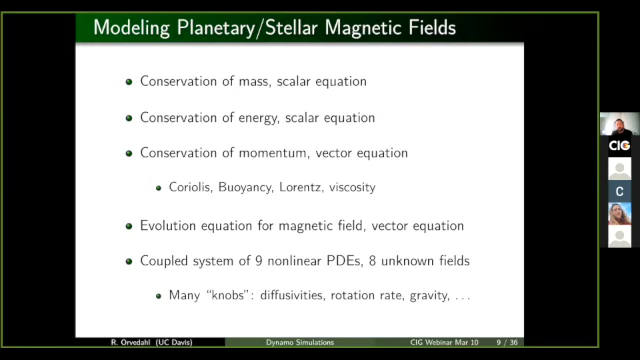 Modeling Planetary/Stellar Magnetic Fields
Conservation of mass, scalar equation
Conservation of energy, scalar equation
Conservation of momentum, vector equation
Coriolis, Buoyancy, Lorentz, viscosity
Evolution equation for magnetic field, vector equation
Coupled system of 9 nonlinear PDEs, 8 unknown fields
Many “knobs”: diffusivities, rotation rate, gravity, ...
R. Orvedahl (UC Davis)
Dynamo Simulations
CIG Webinar Mar 10
9 / 36
CIG
C